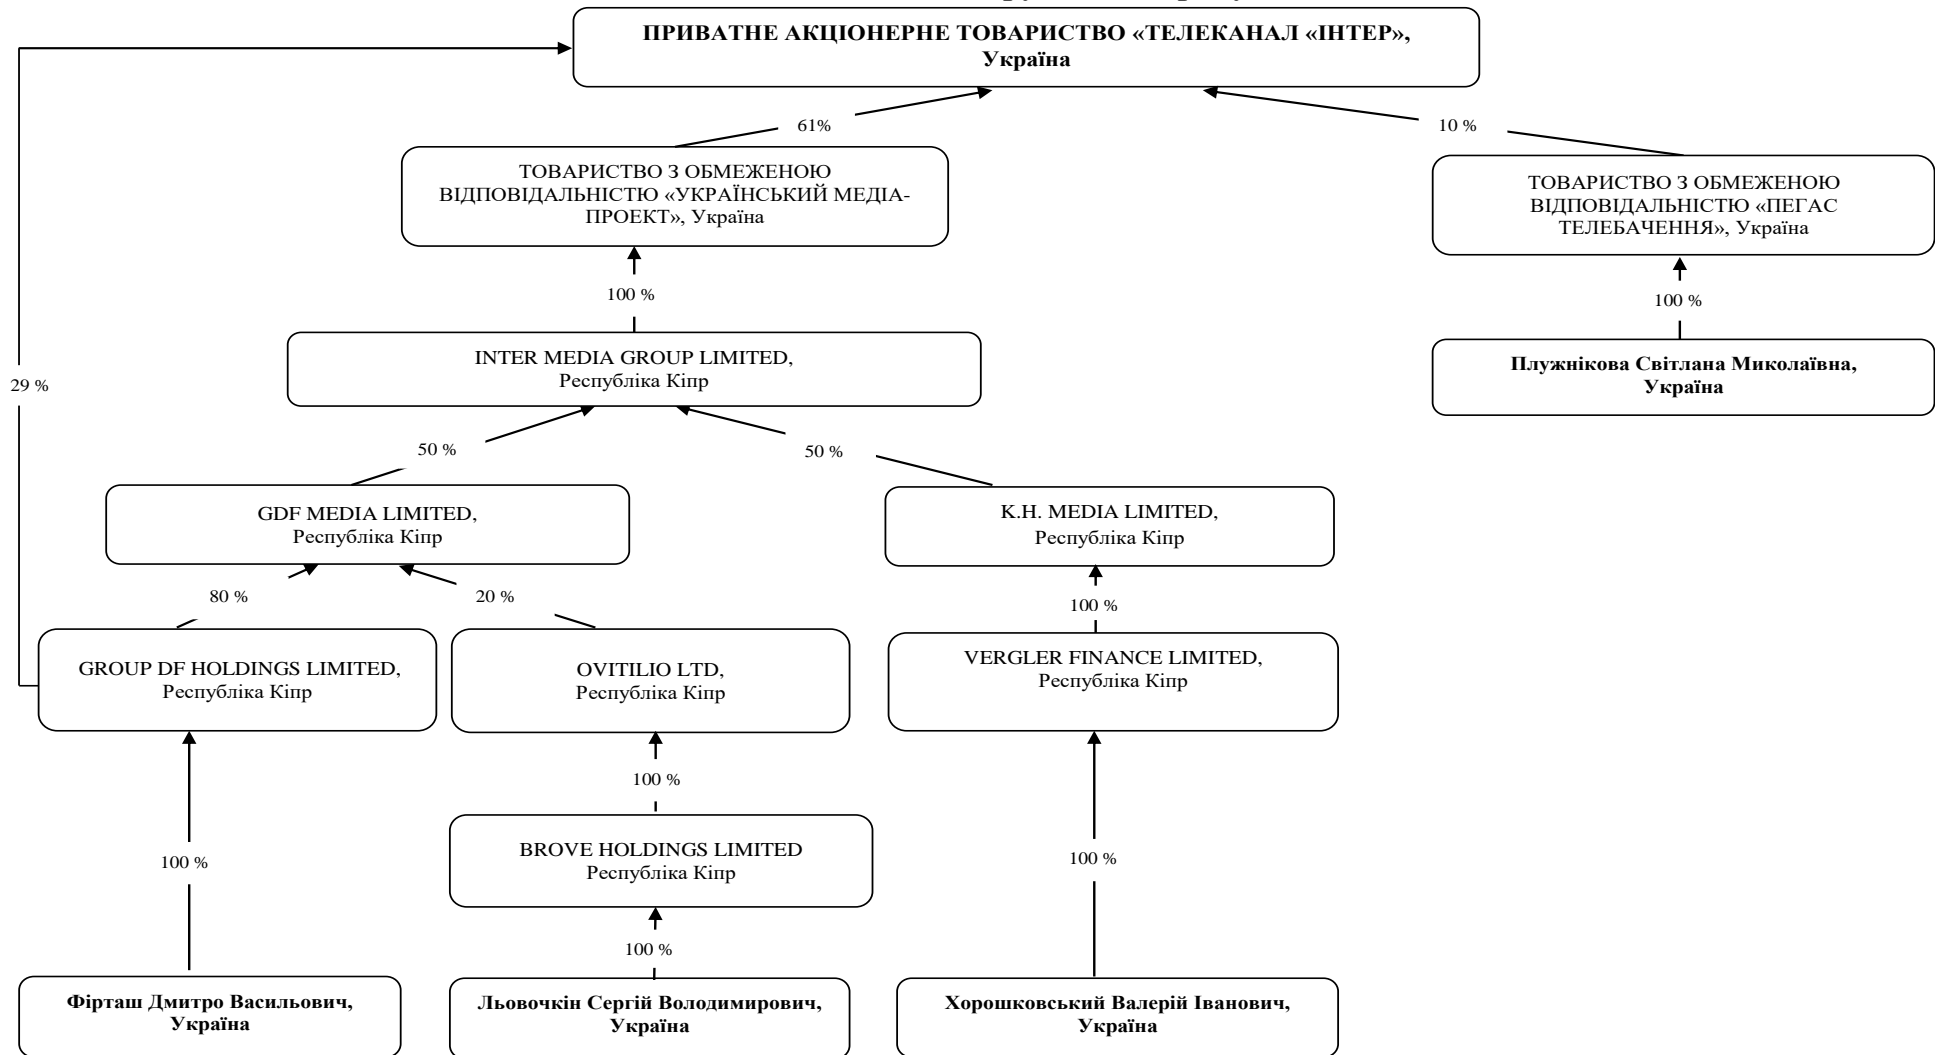 ПРИВАТНЕ АКЦІОНЕРНЕ ТОВАРИСТВО «ТЕЛЕКАНАЛ «ІНТЕР»,
Україна
61%
10 %
ТОВАРИСТВО З ОБМЕЖЕНОЮ
ВІДПОВІДАЛЬНІСТЮ «УКРАЇНСЬКИЙ МЕДІА-
ПРОЕКТ», Україна
ТОВАРИСТВО З ОБМЕЖЕНОЮ
ВІДПОВІДАЛЬНІСТЮ «ПЕГАС
ТЕЛЕБАЧЕННЯ», Україна
100 %
100 %
INTER MEDIA GROUP LIMITED,
Республіка Кіпр
Плужнікова Світлана Миколаївна,
Україна
29 %
50 %
50 %
GDF MEDIA LIMITED,
Республіка Кіпр
K.H. MEDIA LIMITED,
Республіка Кіпр
80 %
20 %
100 %
GROUP DF HOLDINGS LIMITED,
Республіка Кіпр
OVITILIO LTD,
Республіка Кіпр
VERGLER FINANCE LIMITED,
Республіка Кіпр
100 %
BROVE HOLDINGS LIMITED
Республіка Кіпр
100 %
100 %
100 %
Фірташ Дмитро Васильович,
Україна
Льовочкін Сергій Володимирович,
Україна
Хорошковський Валерій Іванович,
Україна